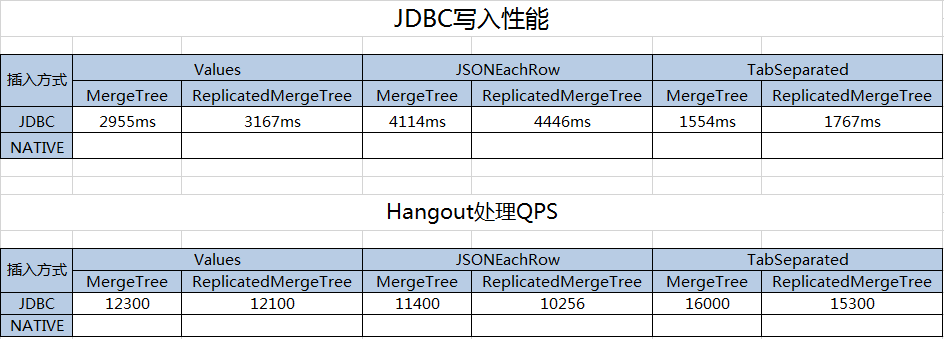 JDBC写入性能
插入方式 Values JSONEachRow TabSeparated
MergeTree ReplicatedMergeTree MergeTree ReplicatedMergeTree MergeTree ReplicatedMergeTree
JDBC 2955ms 3167ms 4114ms 4446ms 1554ms 1767ms
NATIVE
Hangout处理QPS
插入方式 Values JSONEachRow TabSeparated
MergeTree ReplicatedMergeTree MergeTree ReplicatedMergeTree MergeTree ReplicatedMergeTree
JDBC 12300 12100 11400 10256 16000 15300
NATIVE